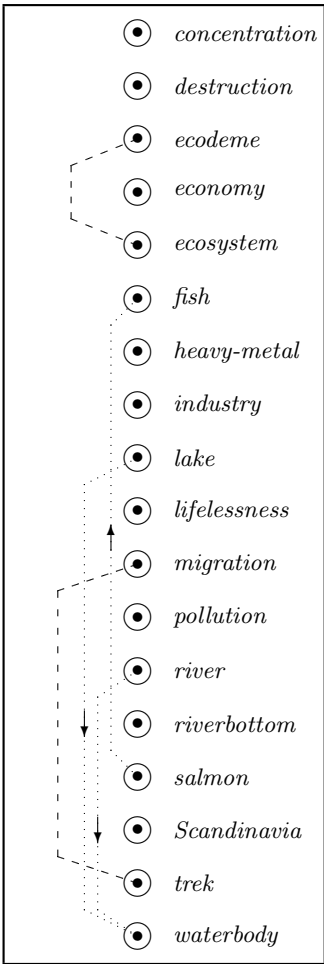 concentration
destruction
ecodeme
economy
ecosystem
fish
heavy-metal
industry
lake
lifelessness
migration
pollution
river
riverbottom
salmon
Scandinavia
trek
waterbody